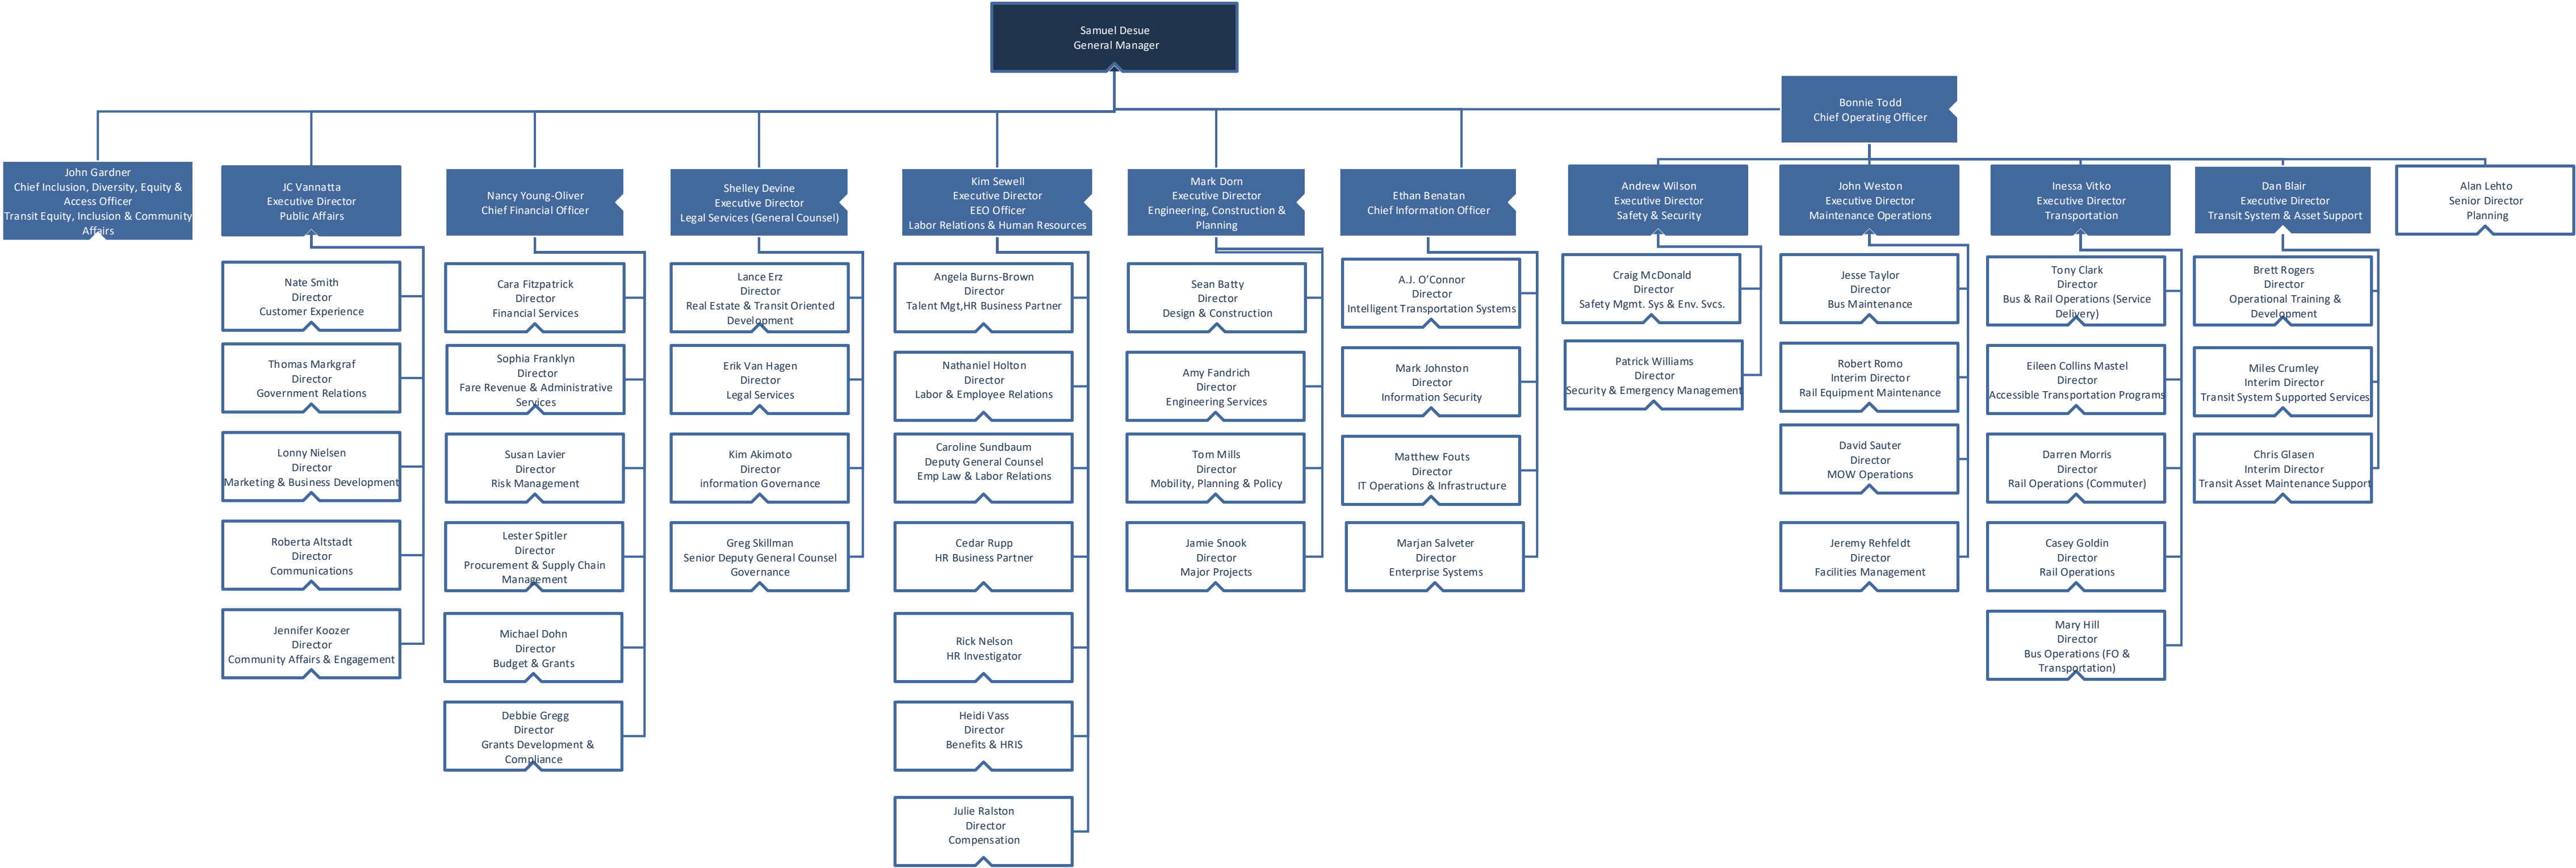 Samuel Desue
General Manager
Bonnie Todd
Chief Operating Officer
John Gardner
Chief Inclusion, Diversity, Equity &
Access Officer
Transit Equity, Inclusion & Community
Affairs
JC Vannatta
Executive Director
Public Affairs
Nancy Young-Oliver
Chief Financial Officer
Shelley Devine
Executive Director
Legal Services (General Counsel)
Kim Sewell
Executive Director
EEO Officer
Labor Relations & Human Resources
Mark Dorn
Executive Director
Engineering, Construction &
Planning
Ethan Benatan
Chief Information Officer
Andrew Wilson
Executive Director
Safety & Security
John Weston
Executive Director
Maintenance Operations
Inessa Vitko
Executive Director
Transportation
Dan Blair
Executive Director
Transit System & Asset Support
Alan Lehto
Senior Director
Planning
Nate Smith
Director
Customer Experience
Thomas Markgraf
Director
Government Relations
Lonny Nielsen
Director
Marketing & Business Development
Roberta Altstadt
Director
Communications
Jennifer Koozer
Director
Community Affairs & Engagement
Cara Fitzpatrick
Director
Financial Services
Sophia Franklyn
Director
Fare Revenue & Administrative
Services
Susan Lavier
Director
Risk Management
Lester Spitler
Director
Procurement & Supply Chain
Management
Michael Dohn
Director
Budget & Grants
Debbie Gregg
Director
Grants Development &
Compliance
Lance Erz
Director
Real Estate & Transit Oriented
Development
Erik Van Hagen
Director
Legal Services
Kim Akimoto
Director
information Governance
Greg Skillman
Senior Deputy General Counsel
Governance
Angela Burns-Brown
Director
Talent Mgt,HR Business Partner
Nathaniel Holton
Director
Labor & Employee Relations
Caroline Sundbaum
Deputy General Counsel
Emp Law & Labor Relations
Cedar Rupp
HR Business Partner
Rick Nelson
HR Investigator
Heidi Vass
Director
Benefits & HRIS
Julie Ralston
Director
Compensation
Sean Batty
Director
Design & Construction
Amy Fandrich
Director
Engineering Services
Tom Mills
Director
Mobility, Planning & Policy
Jamie Snook
Director
Major Projects
A.J. O’Connor
Director
Intelligent Transportation Systems
Mark Johnston
Director
Information Security
Matthew Fouts
Director
IT Operations & Infrastructure
Marjan Salveter
Director
Enterprise Systems
Craig McDonald
Director
Safety Mgmt. Sys & Env. Svcs.
Patrick Williams
Director
Security & Emergency Management
Jesse Taylor
Director
Bus Maintenance
Robert Romo
Interim Director
Rail Equipment Maintenance
David Sauter
Director
MOW Operations
Jeremy Rehfeldt
Director
Facilities Management
Tony Clark
Director
Bus & Rail Operations (Service
Delivery)
Eileen Collins Mastel
Director
Accessible Transportation Programs
Darren Morris
Director
Rail Operations (Commuter)
Casey Goldin
Director
Rail Operations
Mary Hill
Director
Bus Operations (FO &
Transportation)
Brett Rogers
Director
Operational Training &
Development
Miles Crumley
Interim Director
Transit System Supported Services
Chris Glasen
Interim Director
Transit Asset Maintenance Support